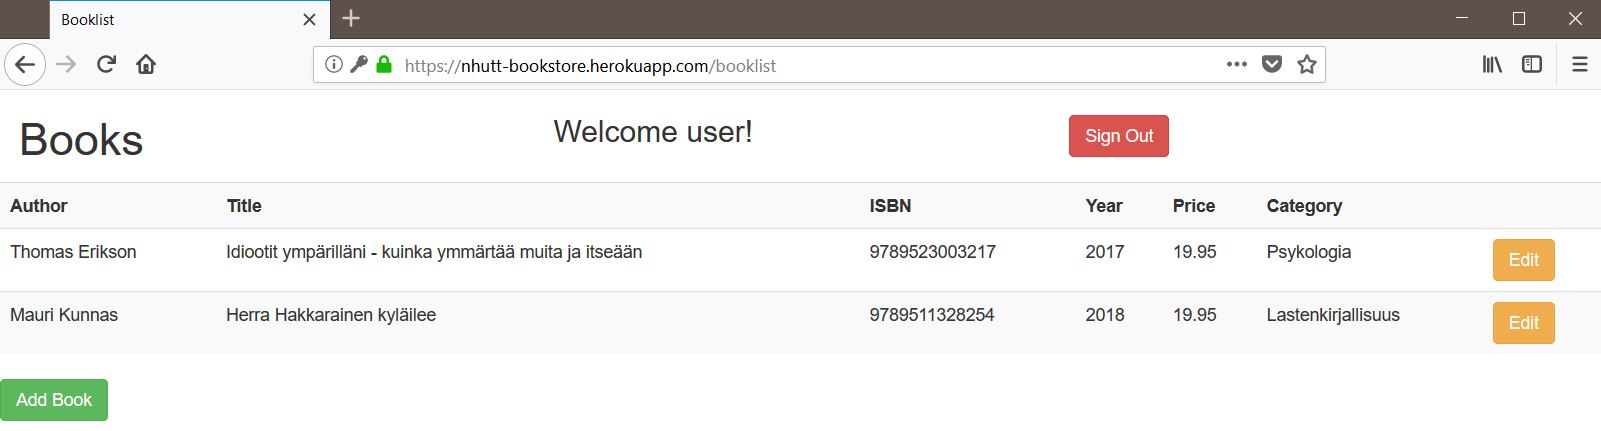 Booklist
https://nhutt-bookstore.herokuapp.com/booklist
Books Welcome user! Sign Out
Author Title ISBN Year Price Category
Thomas Erikson Idiootit ympärilläni - kuinka ymmärtää muita ja itseään 9789523003217 2017 19.95 Psykologia Edit
Mauri Kunnas Herra Hakkarainen kyläilee 9789511328254 2018 19.95 Lastenkirjallisuus Edit
Add Book